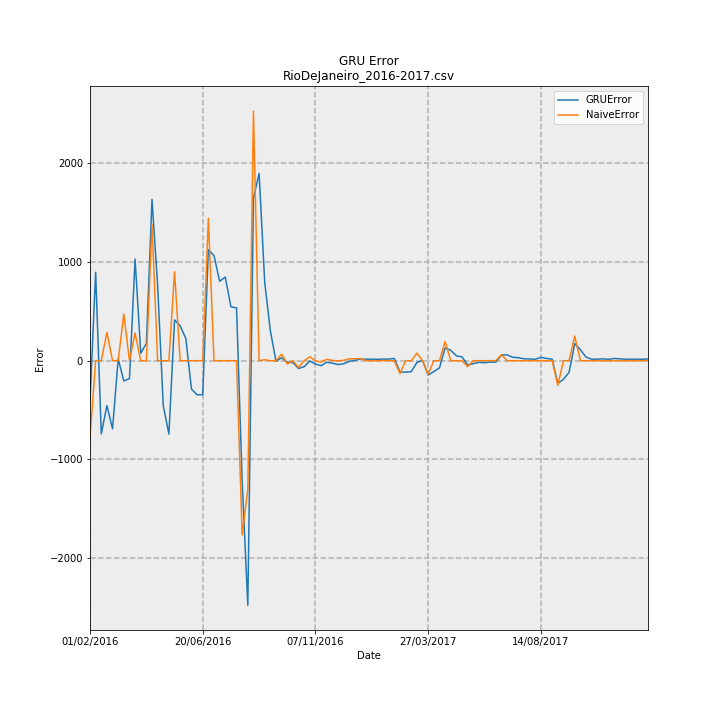 GRU Error
RioDeJaneiro_2016-2017.csv
GRUError
NaiveError
2000
1000
0
−1000
−2000
Error
01/02/2016
20/06/2016
07/11/2016
27/03/2017
14/08/2017
Date